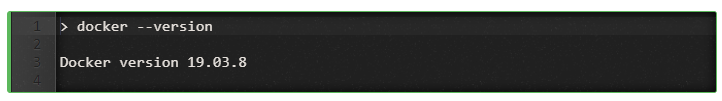 1 > docker --version
2
3 Docker version 19.03.8
4